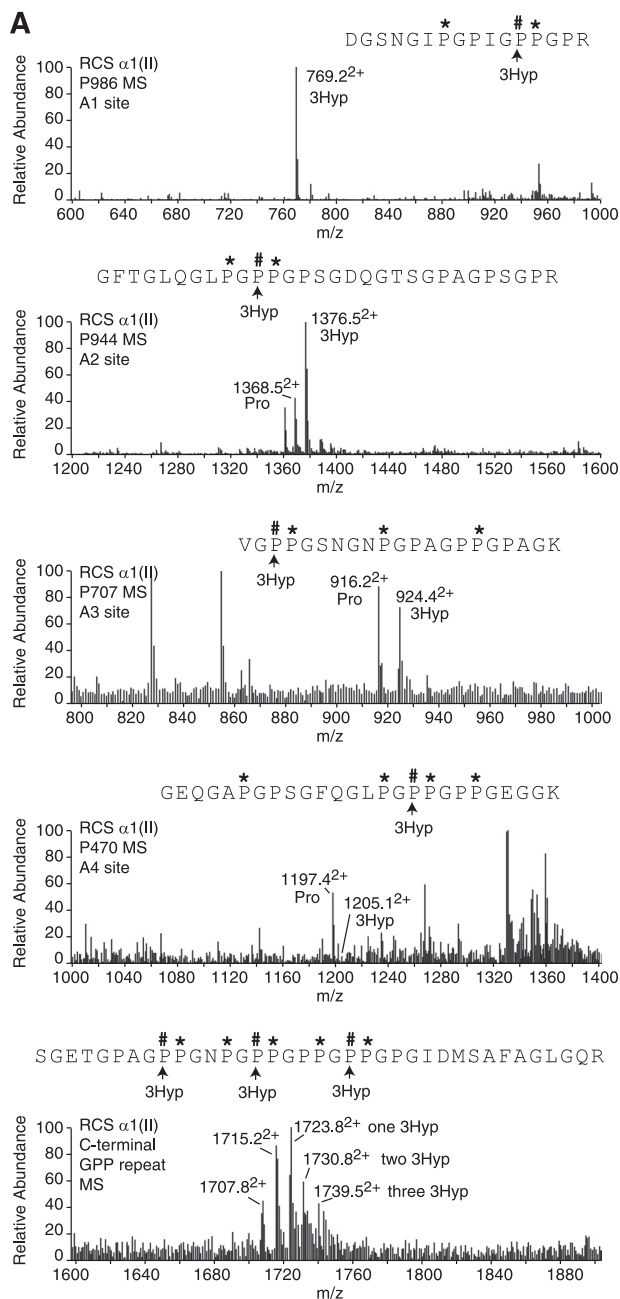 A
* # *
DGSNGIPGPIGPPGPR
3Hyp
RCS α1(II)
P986 MS
A1 site
769.2²⁺
3Hyp
Relative Abundance
100
80
60
40
20
0
600 640 680 720 760 800 840 880 920 960 1000
m/z
* # *
GFTGLQGLPGPPGPSGDQGTSGPAGPSGPR
3Hyp
RCS α1(II)
P944 MS
A2 site
1376.5²⁺
3Hyp
1368.5²⁺
Pro
Relative Abundance
100
80
60
40
20
0
1200 1240 1280 1320 1360 1400 1440 1480 1520 1560 1600
m/z
# * * *
VGPPGSNGNPGPAGPPGPAGK
3Hyp
RCS α1(II)
P707 MS
A3 site
916.2²⁺
Pro
924.4²⁺
3Hyp
Relative Abundance
100
80
60
40
20
0
800 820 840 860 880 900 920 940 960 980 1000
m/z
* * # * *
GEQGAPGPSGFQGLPGPPGPPGEGGK
3Hyp
RCS α1(II)
P470 MS
A4 site
1197.4²⁺
Pro
1205.1²⁺
3Hyp
Relative Abundance
100
80
60
40
20
0
1000 1040 1080 1120 1160 1200 1240 1280 1320 1360 1400
m/z
# * * # * * # *
SGETGPAGPPGNPGPPGPPGPPGPGIDMSAFAGLGQR
3Hyp 3Hyp 3Hyp
RCS α1(II)
C-terminal
GPP repeat
MS
1707.8²⁺
1715.2²⁺
1723.8²⁺ one 3Hyp
1730.8²⁺ two 3Hyp
1739.5²⁺ three 3Hyp
Relative Abundance
100
80
60
40
20
0
1600 1640 1680 1720 1760 1800 1840 1880
m/z